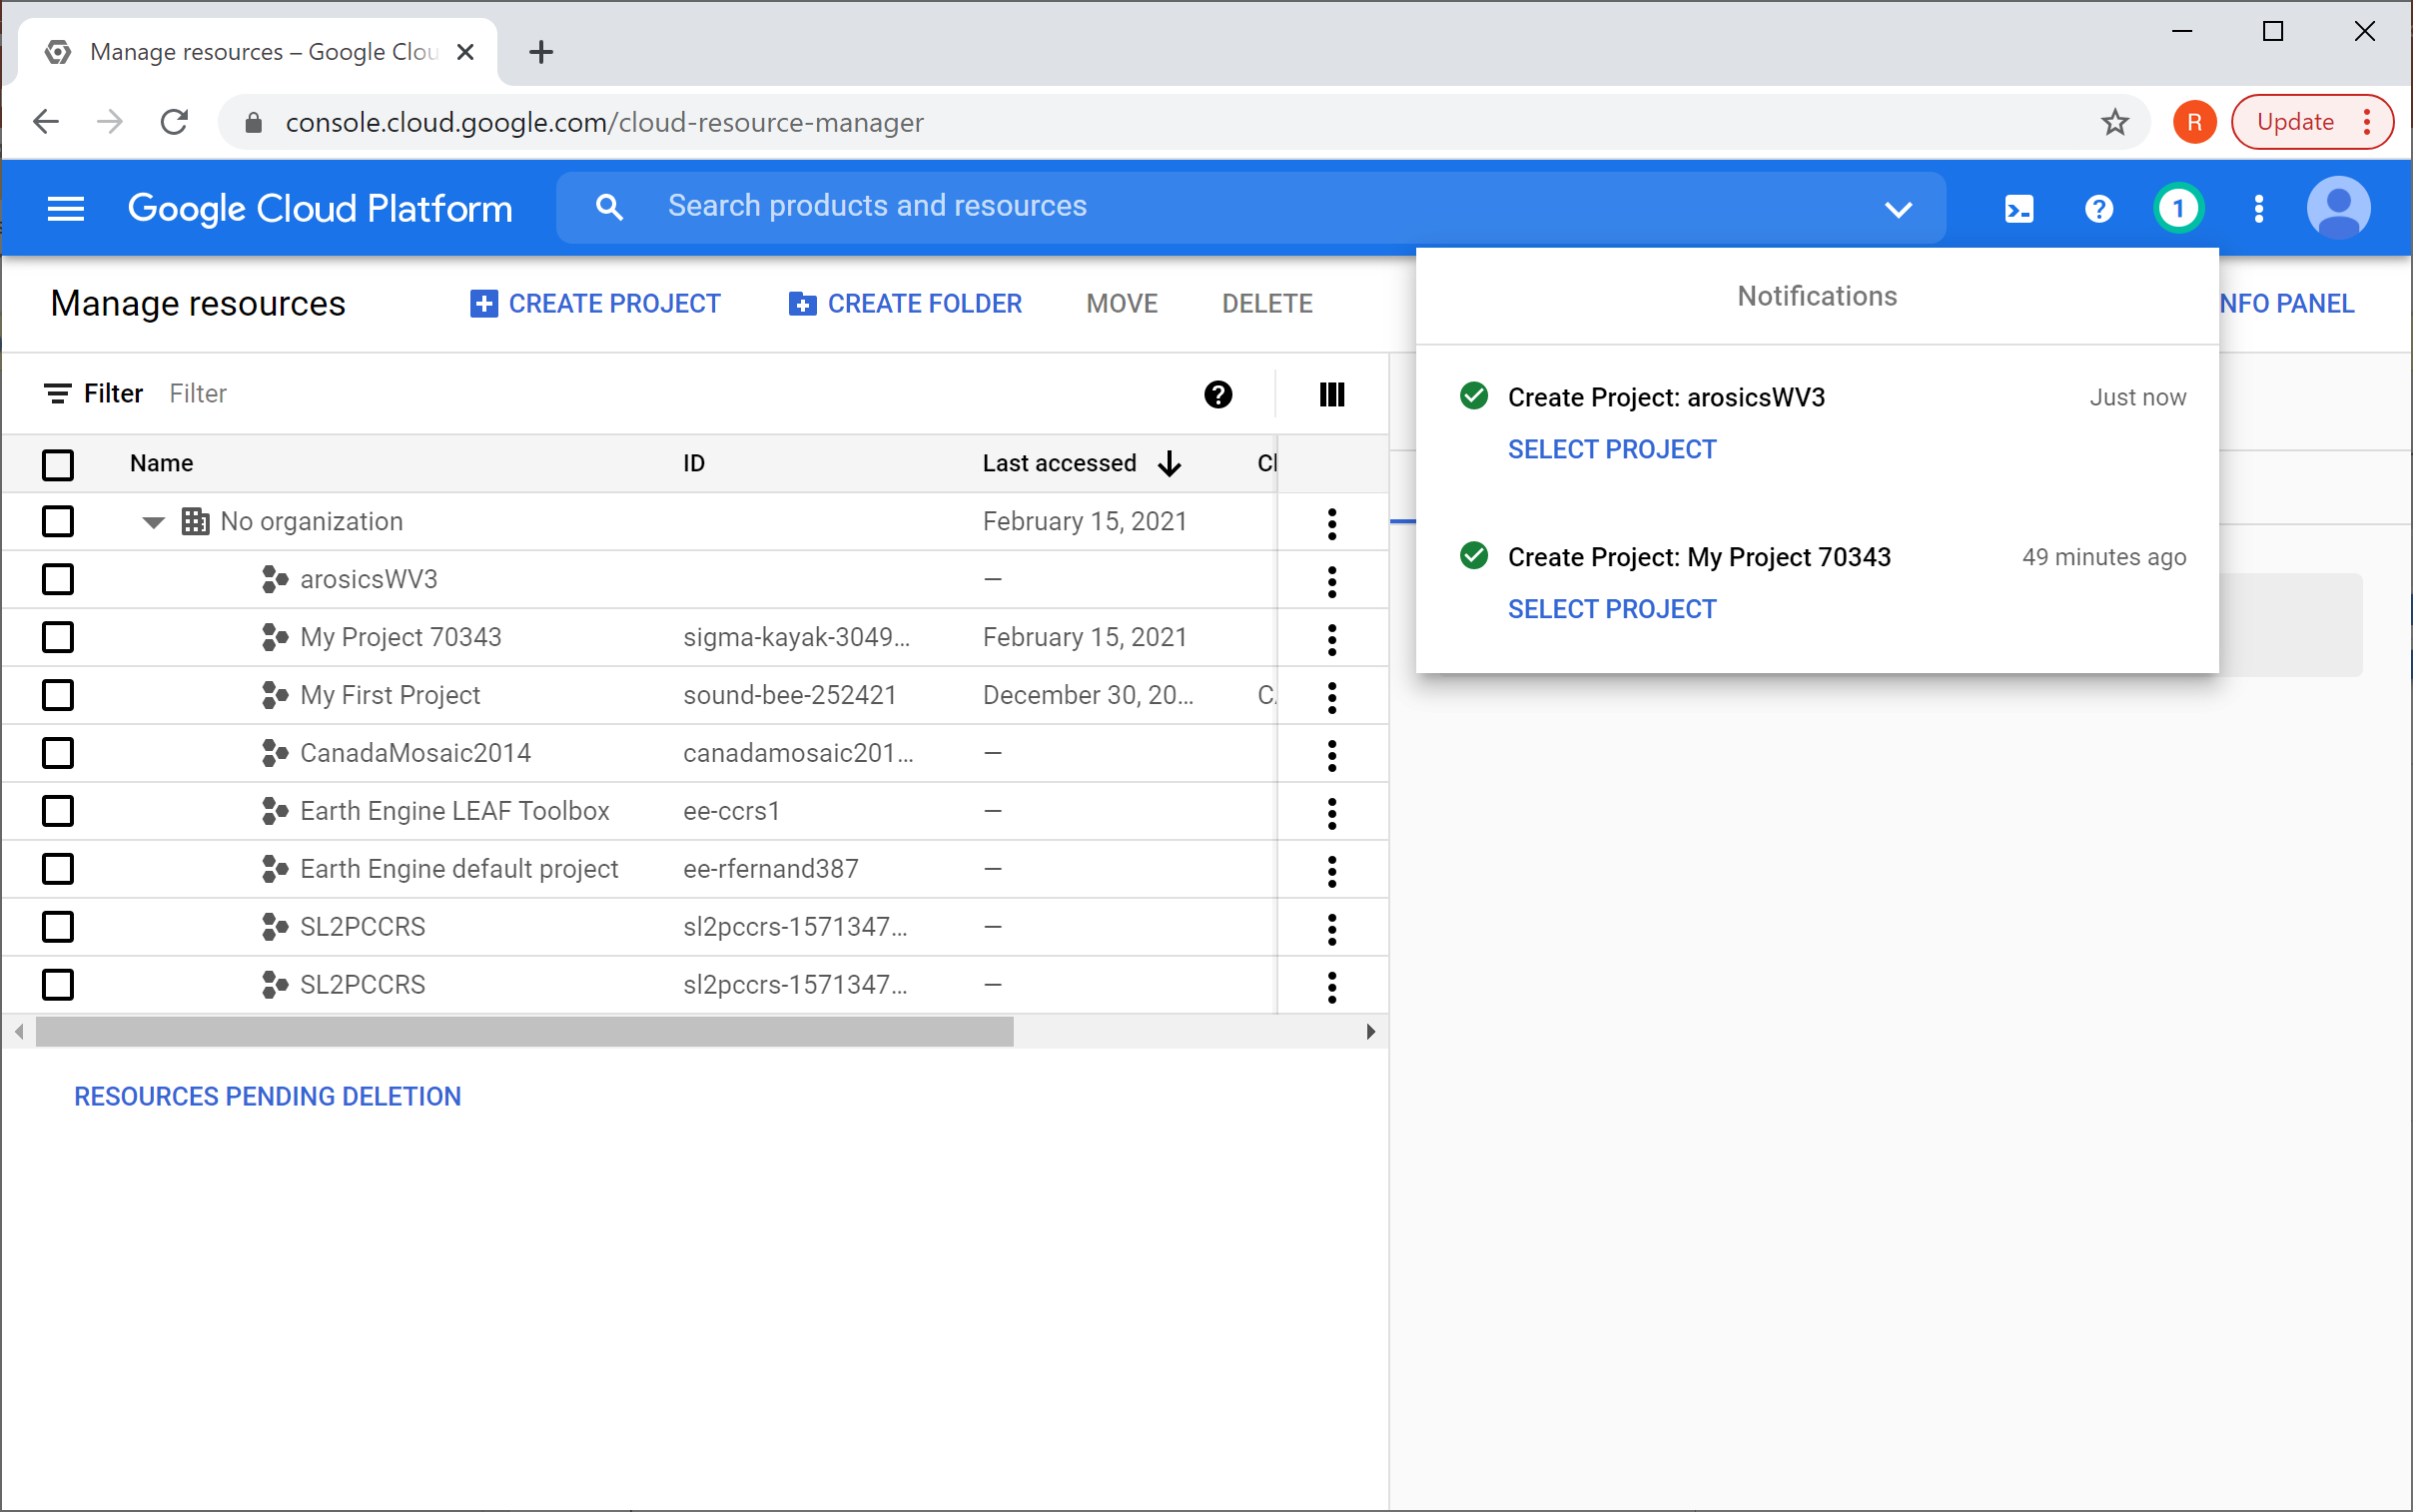 Manage resources – Google Clou
console.cloud.google.com/cloud-resource-manager
R
Update
Google Cloud Platform
Search products and resources
1
Manage resources
CREATE PROJECT
CREATE FOLDER
MOVE
DELETE
NFO PANEL
Notifications
Create Project: arosicsWV3
Just now
SELECT PROJECT
Create Project: My Project 70343
49 minutes ago
SELECT PROJECT
Filter Filter
Name ID Last accessed
No organization February 15, 2021
arosicsWV3 —
My Project 70343 sigma-kayak-3049... February 15, 2021
My First Project sound-bee-252421 December 30, 20...
CanadaMosaic2014 canadamosaic201... —
Earth Engine LEAF Toolbox ee-ccrs1 —
Earth Engine default project ee-rfernand387 —
SL2PCCRS sl2pccrs-1571347... —
SL2PCCRS sl2pccrs-1571347... —
RESOURCES PENDING DELETION